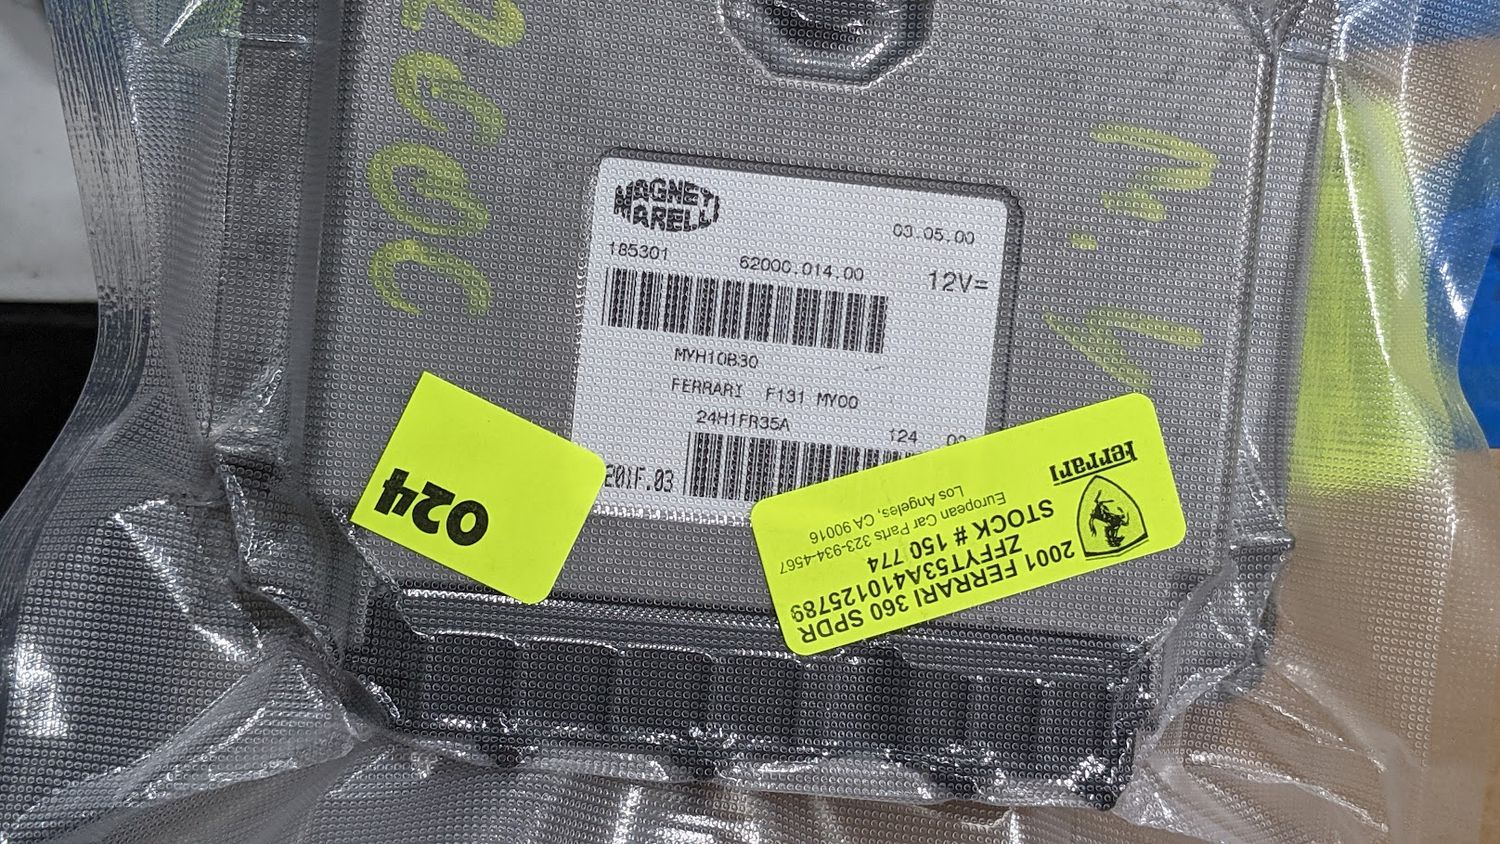 MAGNETI
MARELLI
03.05.00
185301 62000.014.00 12V=
MYH10B30
FERRARI F131 MY00
24H1FR35A
124
201F.03
024
2001 FERRARI 360 SPDR
ZFFYT53A410125789
STOCK # 150 774
European Car Parts 323-934-4567
Los Angeles, CA 90016
Ferrari